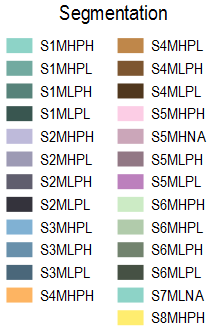 Segmentation
S1MHPH
S1MHPL
S1MLPH
S1MLPL
S2MHPH
S2MHPL
S2MLPH
S2MLPL
S3MHPL
S3MLPH
S3MLPL
S4MHPH
S4MHPL
S4MLPH
S4MLPL
S5MHPH
S5MHNA
S5MLPH
S5MLPL
S6MHPH
S6MHPL
S6MLPH
S6MLPL
S7MLNA
S8MHPH